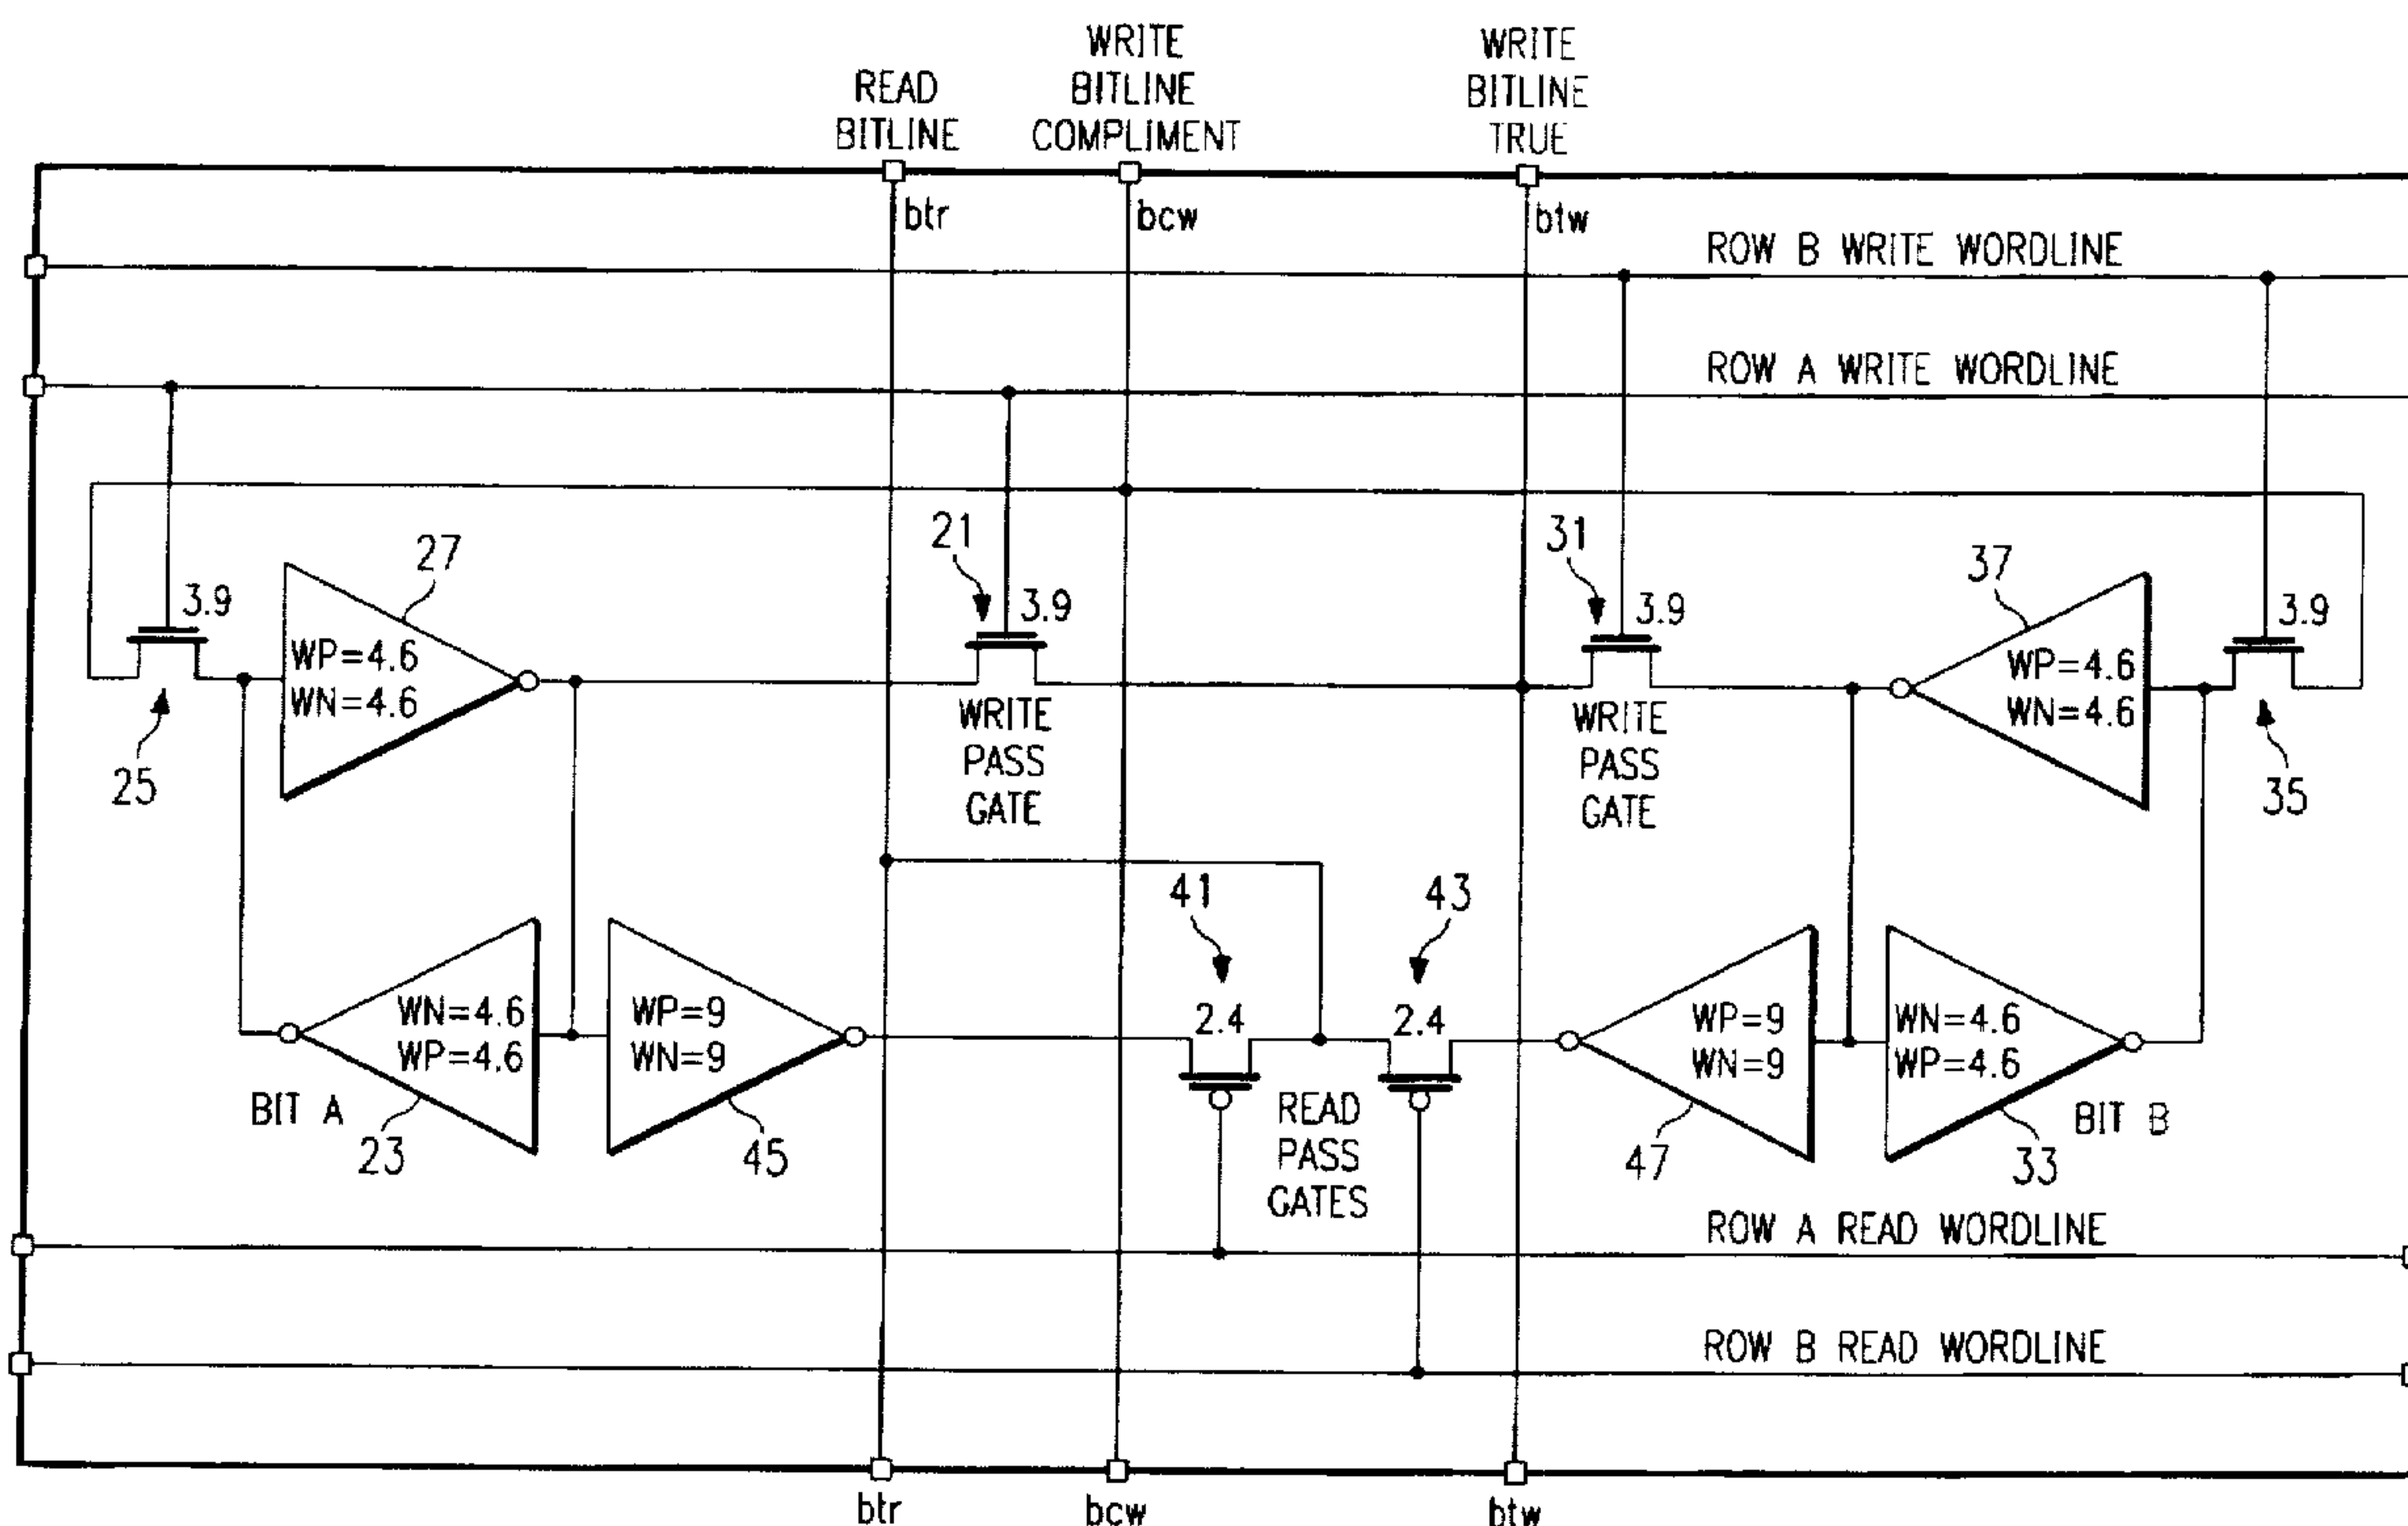 READ
BITLINE
WRITE
BITLINE
COMPLIMENT
WRITE
BITLINE
TRUE
btr
bcw
btw
ROW B WRITE WORDLINE
ROW A WRITE WORDLINE
27
21
31
37
3.9
3.9
3.9
3.9
WP=4.6
WN=4.6
WP=4.6
WN=4.6
25
WRITE
PASS
GATE
WRITE
PASS
GATE
35
41
43
WN=4.6
WP=4.6
WP=9
WN=9
2.4
2.4
WP=9
WN=9
WN=4.6
WP=4.6
BIT A
23
45
READ
PASS
GATES
47
33
BIT B
ROW A READ WORDLINE
ROW B READ WORDLINE
btr
bcw
btw